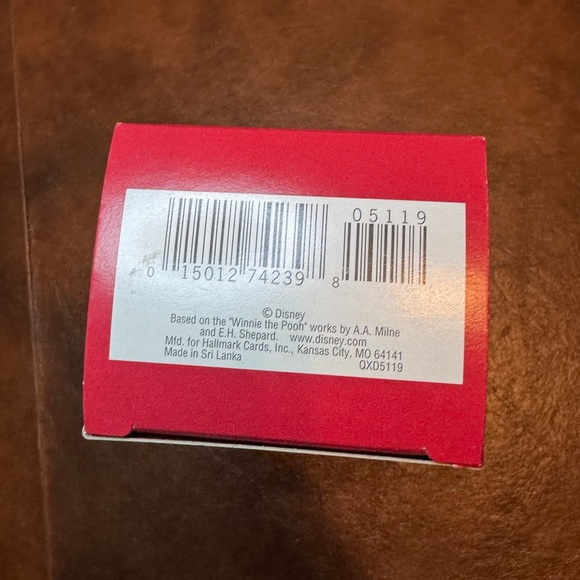 05119
0 15012 74239 8
© Disney
Based on the "Winnie the Pooh" works by A.A. Milne
and E.H. Shepard. www.disney.com
Mfd. for Hallmark Cards, Inc., Kansas City, MO 64141
Made in Sri Lanka QXD5119